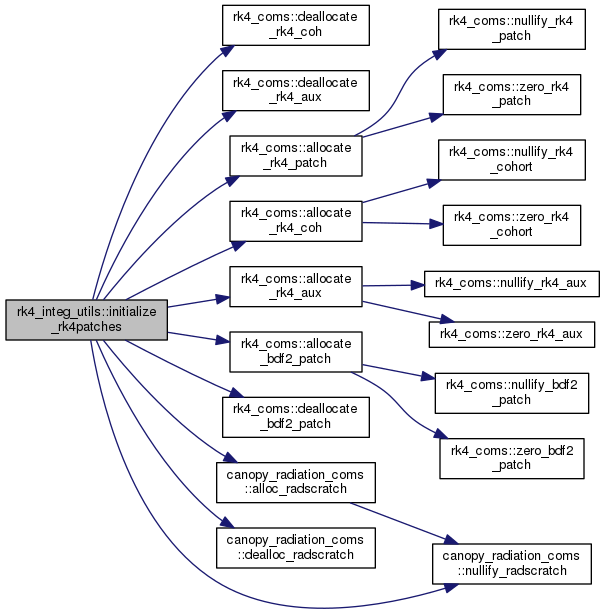 rk4_integ_utils::initialize
_rk4patches
rk4_coms::deallocate
_rk4_coh
rk4_coms::deallocate
_rk4_aux
rk4_coms::allocate
_rk4_patch
rk4_coms::allocate
_rk4_coh
rk4_coms::allocate
_rk4_aux
rk4_coms::allocate
_bdf2_patch
rk4_coms::deallocate
_bdf2_patch
canopy_radiation_coms
::alloc_radscratch
canopy_radiation_coms
::dealloc_radscratch
rk4_coms::nullify_rk4
_patch
rk4_coms::zero_rk4
_patch
rk4_coms::nullify_rk4
_cohort
rk4_coms::zero_rk4
_cohort
rk4_coms::nullify_rk4_aux
rk4_coms::zero_rk4_aux
rk4_coms::nullify_bdf2
_patch
rk4_coms::zero_bdf2
_patch
canopy_radiation_coms
::nullify_radscratch